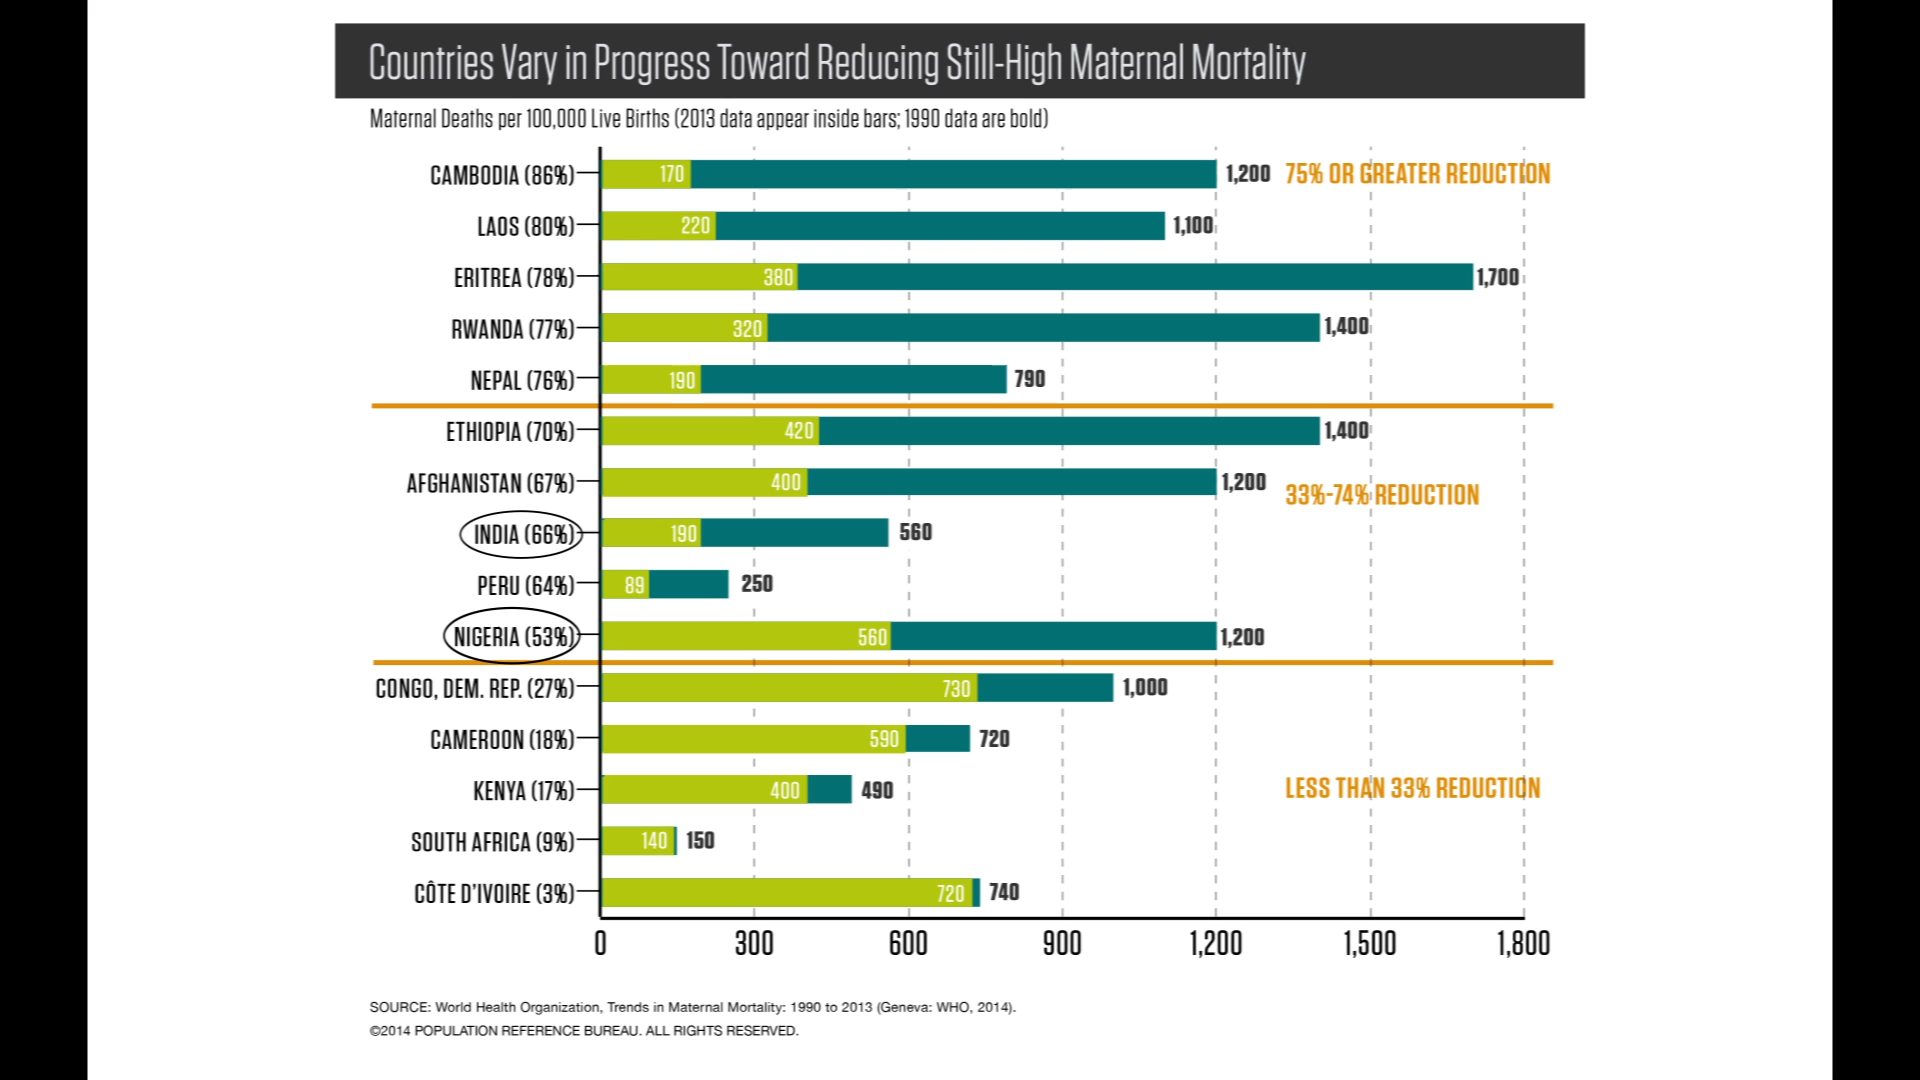 Countries Vary in Progress Toward Reducing Still-High Maternal Mortality
Maternal Deaths per 100,000 Live Births (2013 data appear inside bars; 1990 data are bold)
CAMBODIA (86%) 170 1,200 75% OR GREATER REDUCTION
LAOS (80%) 220 1,100
ERITREA (78%) 380 1,700
RWANDA (77%) 320 1,400
NEPAL (76%) 190 790
ETHIOPIA (70%) 420 1,400
AFGHANISTAN (67%) 400 1,200 33%-74% REDUCTION
INDIA (66%) 190 560
PERU (64%) 89 250
NIGERIA (53%) 560 1,200
CONGO, DEM. REP. (27%) 730 1,000
CAMEROON (18%) 590 720
KENYA (17%) 400 490 LESS THAN 33% REDUCTION
SOUTH AFRICA (9%) 140 150
CÔTE D'IVOIRE (3%) 720 740
0 300 600 900 1,200 1,500 1,800
SOURCE: World Health Organization, Trends in Maternal Mortality: 1990 to 2013 (Geneva: WHO, 2014).
©2014 POPULATION REFERENCE BUREAU. ALL RIGHTS RESERVED.